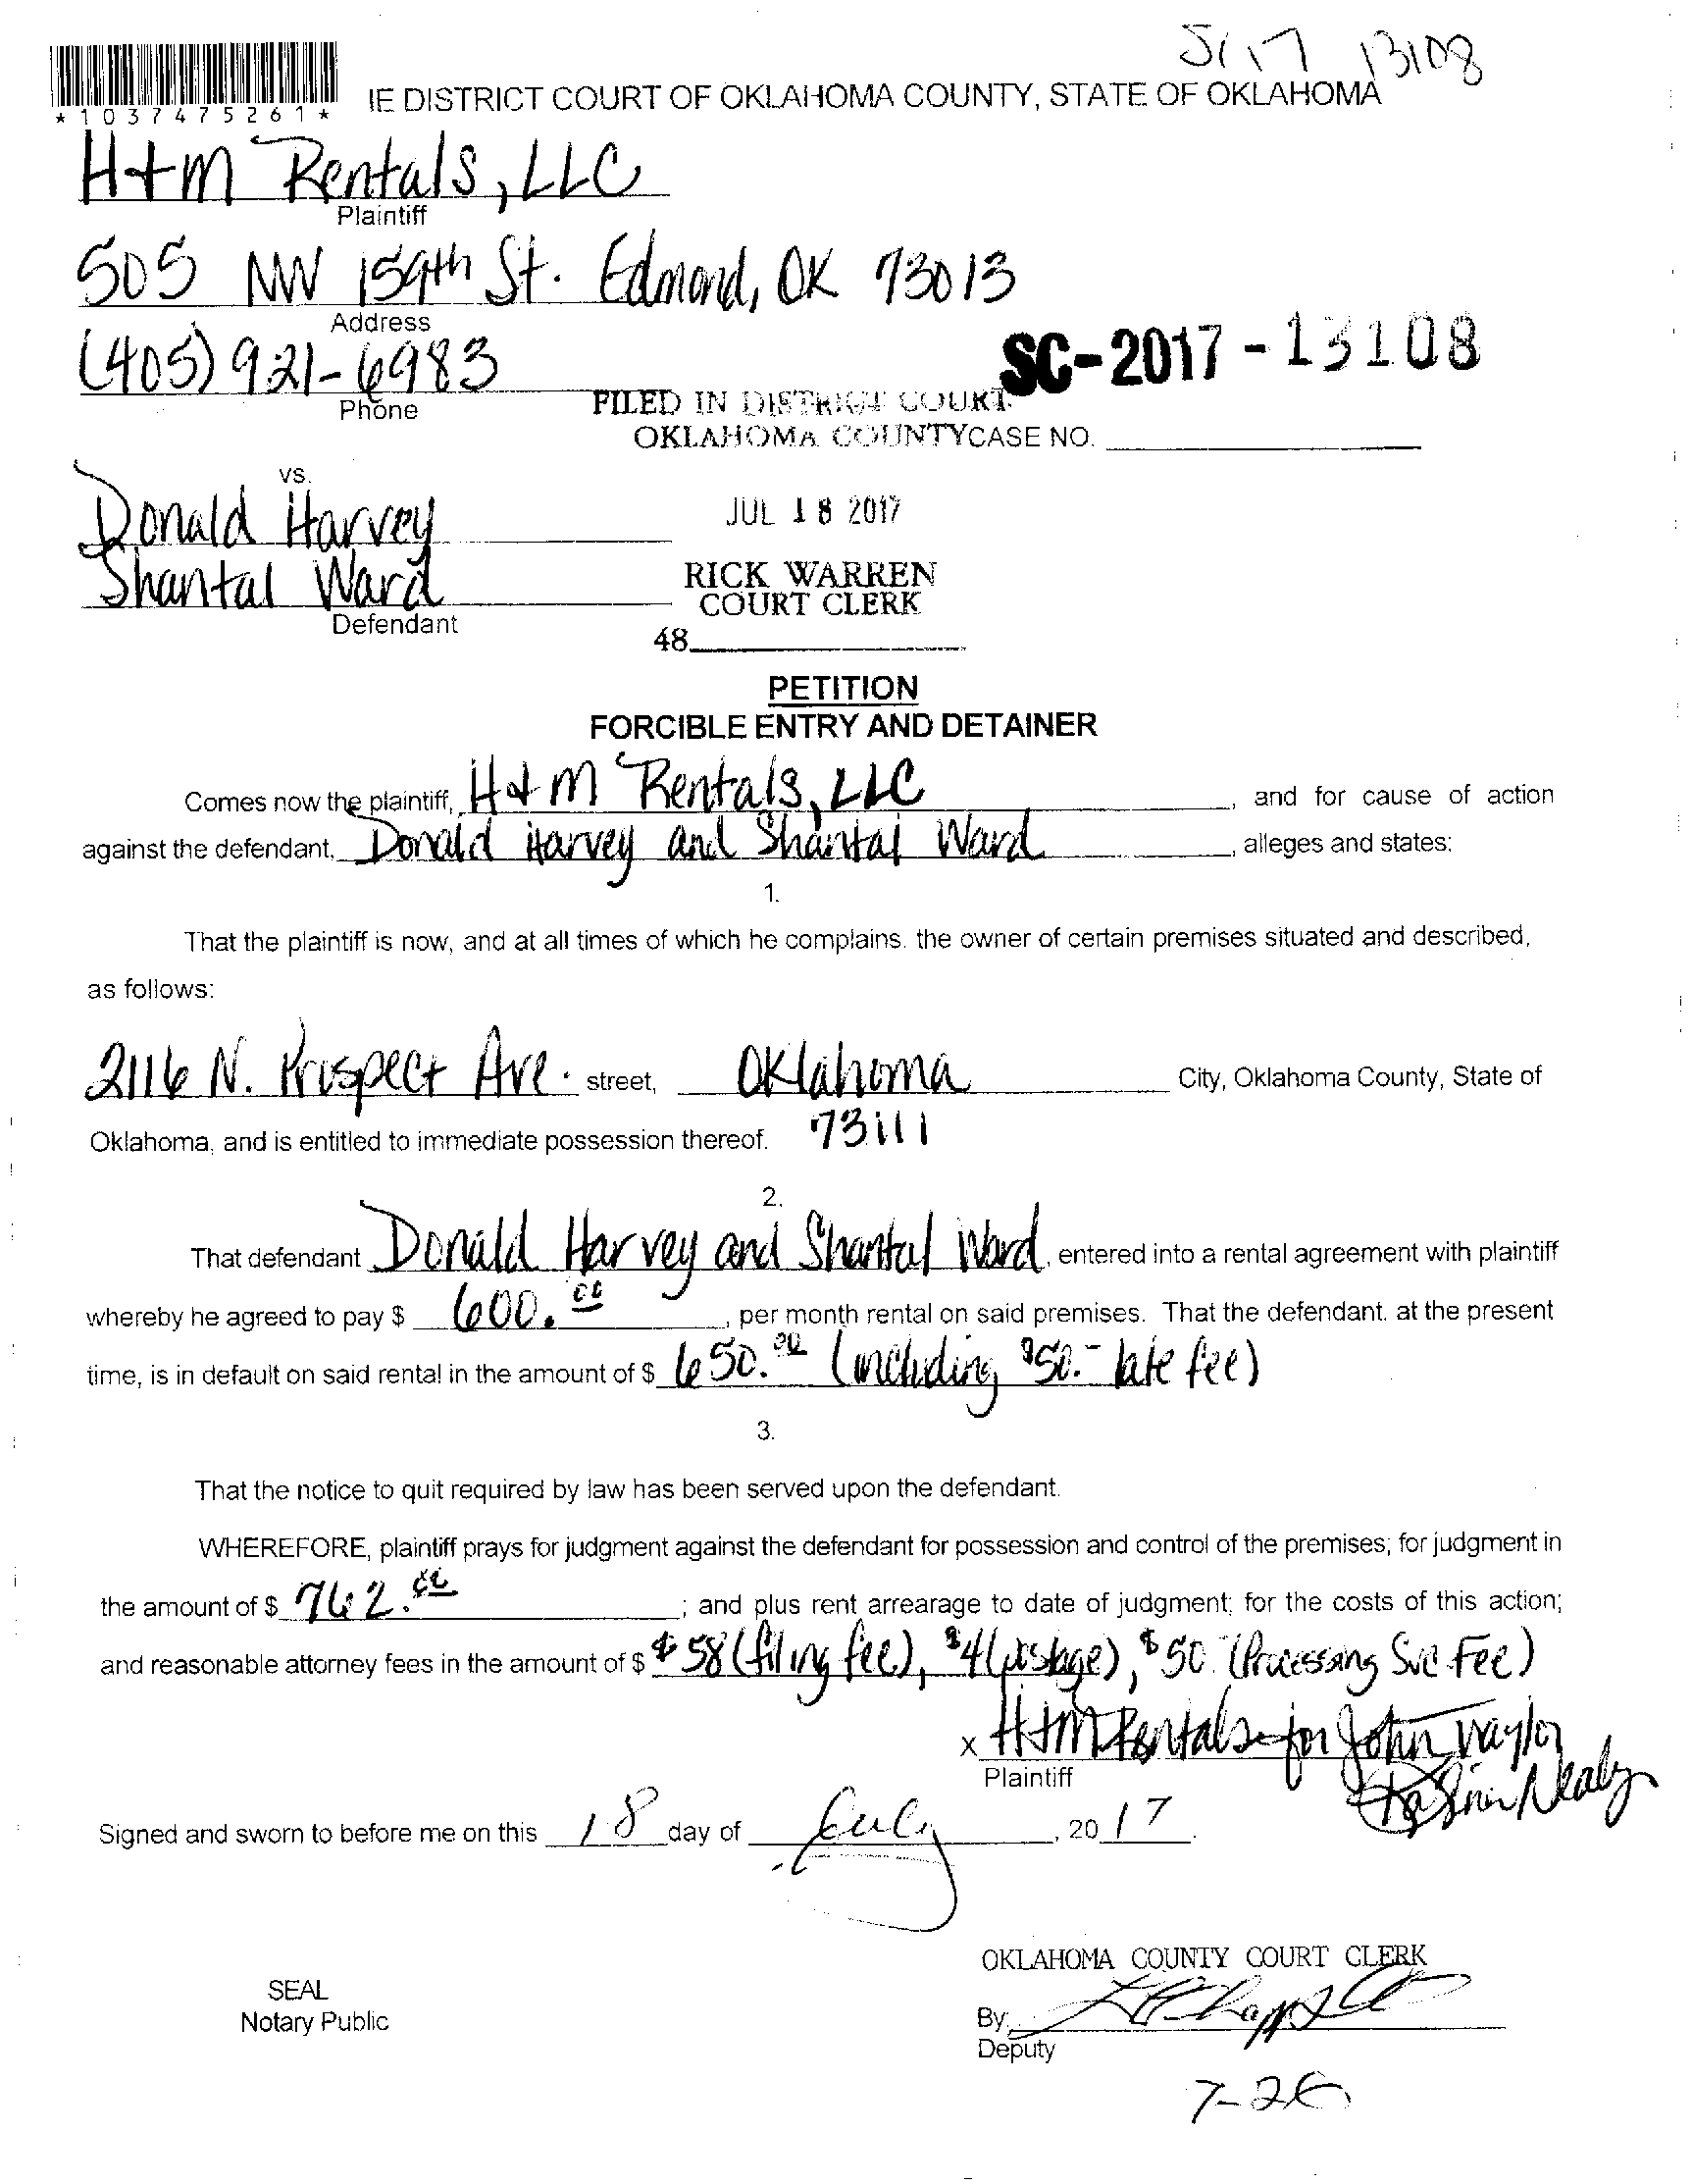 SC17 13108
*1037475261*
IE DISTRICT COURT OF OKLAHOMA COUNTY, STATE OF OKLAHOMA
H+M Rentals, LLC
Plaintiff
505 NW 159th St. Edmond, OK 73013
Address
(405) 921-6983
Phone
SC-2017-13108
FILED IN DISTRICT COURT
OKLAHOMA COUNTY CASE NO.
vs.
Donald Harvey
JUL 18 2017
Shantal Ward
RICK WARREN
COURT CLERK
Defendant
48
PETITION
FORCIBLE ENTRY AND DETAINER
Comes now the plaintiff, H+M Rentals, LLC, and for cause of action
against the defendant, Donald Harvey and Shantal Ward, alleges and states:
1.
That the plaintiff is now, and at all times of which he complains, the owner of certain premises situated and described,
as follows:
2116 N. Prospect Ave. street, Oklahoma City, Oklahoma County, State of
Oklahoma, and is entitled to immediate possession thereof. 73111
2.
That defendant Donald Harvey and Shantal Ward, entered into a rental agreement with plaintiff
whereby he agreed to pay $ 600.00, per month rental on said premises. That the defendant, at the present
time, is in default on said rental in the amount of $ 650.00 (including $50.- late fee)
3.
That the notice to quit required by law has been served upon the defendant.
WHEREFORE, plaintiff prays for judgment against the defendant for possession and control of the premises; for judgment in
the amount of $ 762.00; and plus rent arrearage to date of judgment; for the costs of this action;
and reasonable attorney fees in the amount of $ $58 (filing fee), $4 (postage), $50.- (Processing Svc Fee)
x H+M Rentals for John
Plaintiff
Nealy
Signed and sworn to before me on this 18 day of July, 2017.
OKLAHOMA COUNTY COURT CLERK
SEAL
Notary Public
By:
Deputy
7-26